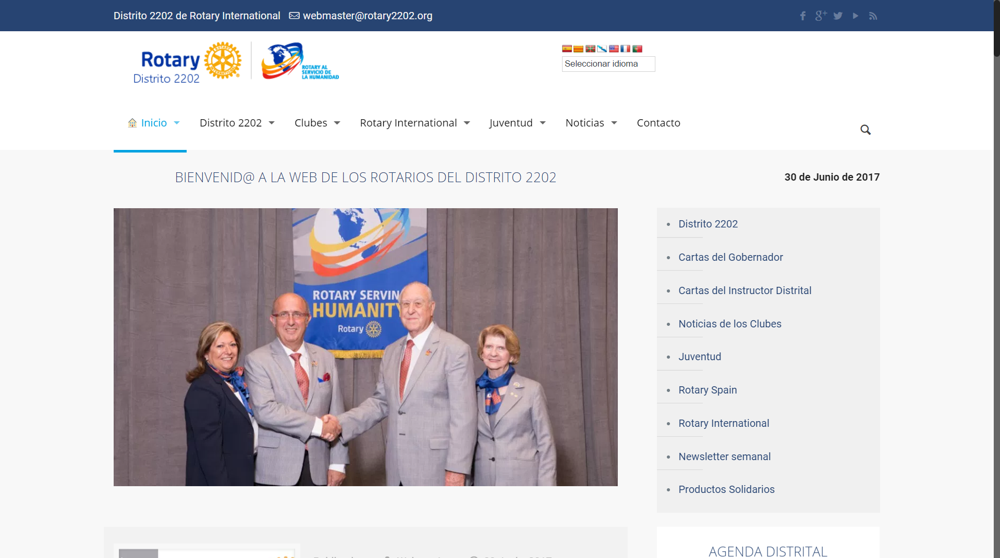 Distrito 2202 de Rotary International webmaster@rotary2202.org
Rotary
Distrito 2202
ROTARY AL
SERVICIO DE
LA HUMANIDAD
Seleccionar idioma
Inicio Distrito 2202 Clubes Rotary International Juventud Noticias Contacto
BIENVENID@ A LA WEB DE LOS ROTARIOS DEL DISTRITO 2202
30 de Junio de 2017
ROTARY SERVIN
HUMANITY
Rotary
Distrito 2202
Cartas del Gobernador
Cartas del Instructor Distrital
Noticias de los Clubes
Juventud
Rotary Spain
Rotary International
Newsletter semanal
Productos Solidarios
AGENDA DISTRITAL